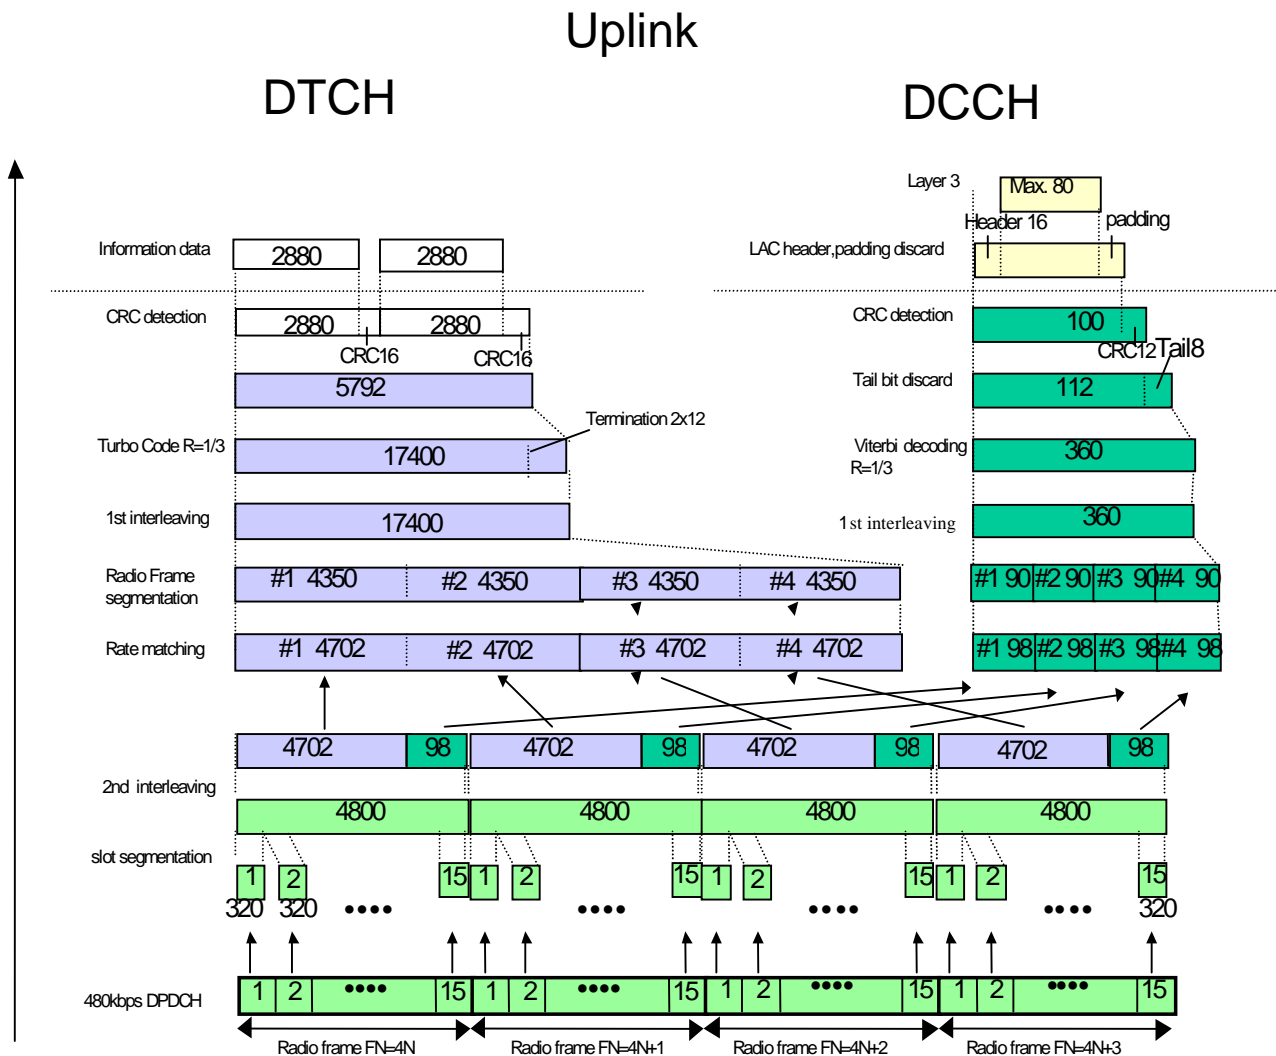 Uplink
DTCH
DCCH
Layer 3
Max. 80
Header 16
padding
Information data
2880
2880
LAC header,padding discard
CRC detection
2880
2880
CRC16
CRC16
CRC detection
100
CRC12
Tail8
5792
Tail bit discard
112
Termination 2x12
Turbo Code R=1/3
17400
Viterbi decoding
R=1/3
360
1st interleaving
17400
1st interleaving
360
Radio Frame
segmentation
#1 4350
#2 4350
#3 4350
#4 4350
#1 90
#2 90
#3 90
#4 90
Rate matching
#1 4702
#2 4702
#3 4702
#4 4702
#1 98
#2 98
#3 98
#4 98
4702
98
4702
98
4702
98
4702
98
2nd interleaving
4800
4800
4800
4800
slot segmentation
1
2
15
1
2
15
1
2
15
1
2
15
320
320
••••
••••
••••
••••
320
480kbps DPDCH
1
2
••••
15
1
2
••••
15
1
2
••••
15
1
2
••••
15
Radio frame FN=4N
Radio frame FN=4N+1
Radio frame FN=4N+2
Radio frame FN=4N+3